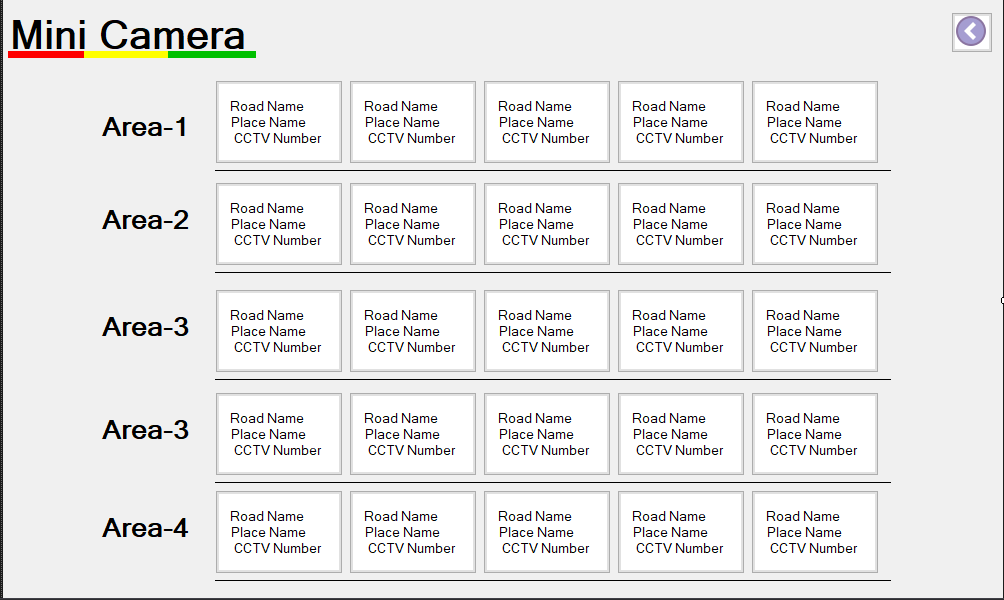 Mini Camera
Area-1
Road Name Road Name Road Name Road Name Road Name
Place Name Place Name Place Name Place Name Place Name
CCTV Number CCTV Number CCTV Number CCTV Number CCTV Number
Area-2
Road Name Road Name Road Name Road Name Road Name
Place Name Place Name Place Name Place Name Place Name
CCTV Number CCTV Number CCTV Number CCTV Number CCTV Number
Area-3
Road Name Road Name Road Name Road Name Road Name
Place Name Place Name Place Name Place Name Place Name
CCTV Number CCTV Number CCTV Number CCTV Number CCTV Number
Area-3
Road Name Road Name Road Name Road Name Road Name
Place Name Place Name Place Name Place Name Place Name
CCTV Number CCTV Number CCTV Number CCTV Number CCTV Number
Area-4
Road Name Road Name Road Name Road Name Road Name
Place Name Place Name Place Name Place Name Place Name
CCTV Number CCTV Number CCTV Number CCTV Number CCTV Number